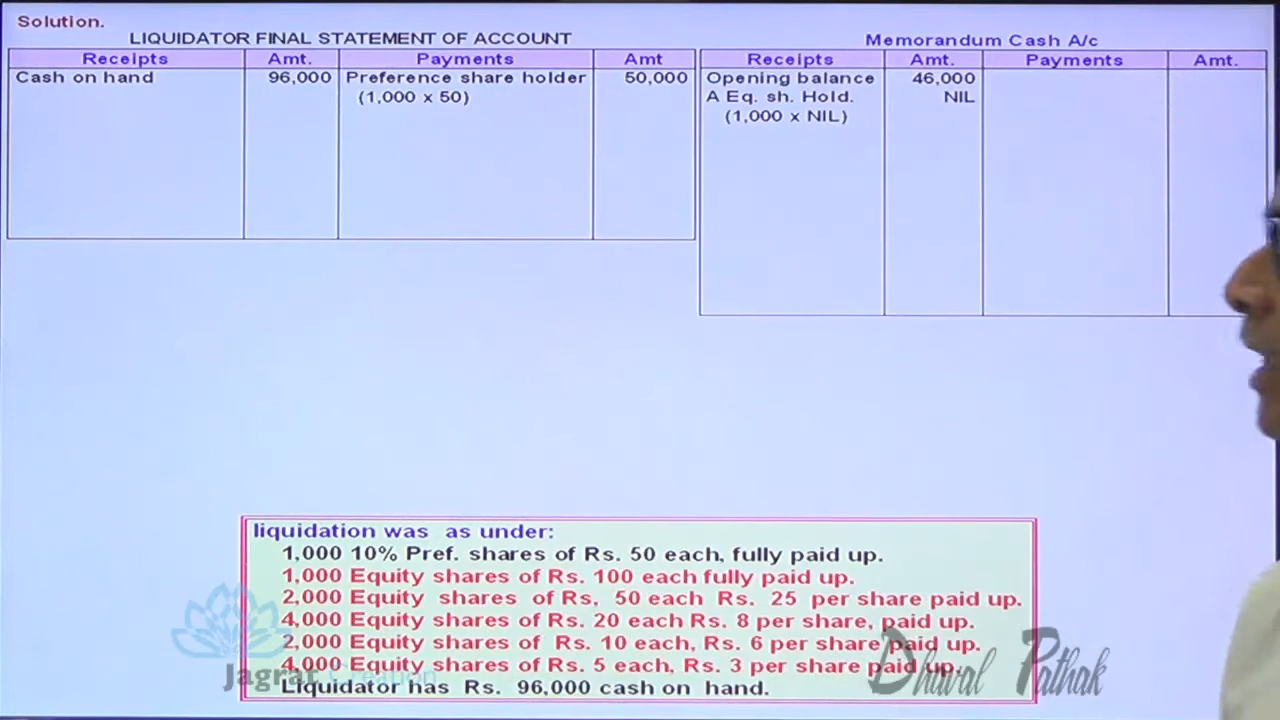 Solution.
LIQUIDATOR FINAL STATEMENT OF ACCOUNT
Receipts Amt. Payments Amt
Cash on hand 96,000 Preference share holder 50,000
(1,000 x 50)
Memorandum Cash A/c
Receipts Amt. Payments Amt.
Opening balance 46,000
A Eq. sh. Hold. NIL
(1,000 x NIL)
liquidation was as under:
1,000 10% Pref. shares of Rs. 50 each, fully paid up.
1,000 Equity shares of Rs. 100 each fully paid up.
2,000 Equity shares of Rs, 50 each Rs. 25 per share paid up.
4,000 Equity shares of Rs. 20 each Rs. 8 per share, paid up.
2,000 Equity shares of Rs. 10 each, Rs. 6 per share paid up.
4,000 Equity shares of Rs. 5 each, Rs. 3 per share paid up.
Liquidator has Rs. 96,000 cash on hand.
Jagrat Creation
Dhaval Pathak